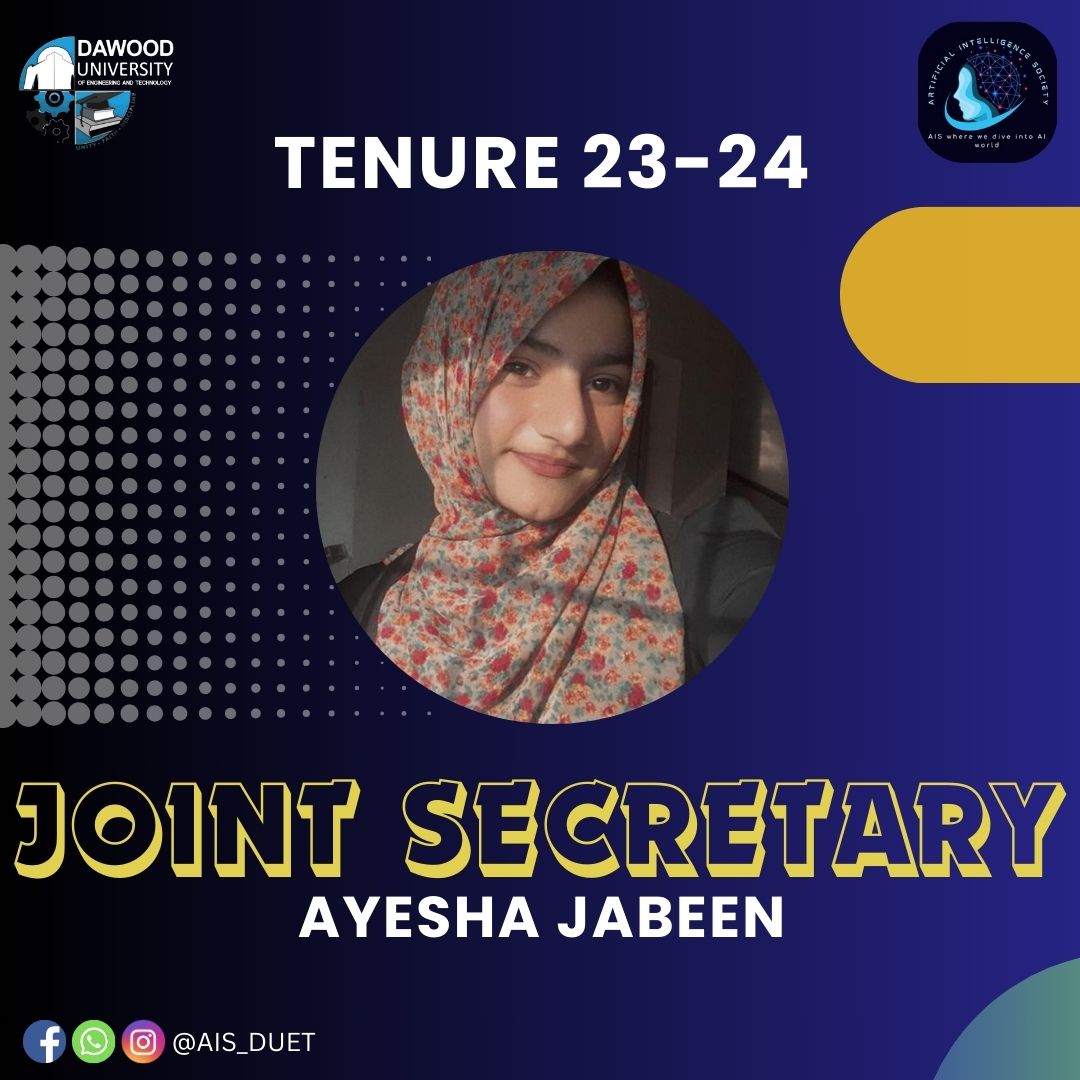 DAWOOD
UNIVERSITY
OF ENGINEERING AND TECHNOLOGY
ARTIFICIAL INTELLIGENCE SOCIETY
AIS where we dive into AI
world
TENURE 23-24
JOINT SECRETARY
AYESHA JABEEN
@AIS_DUET